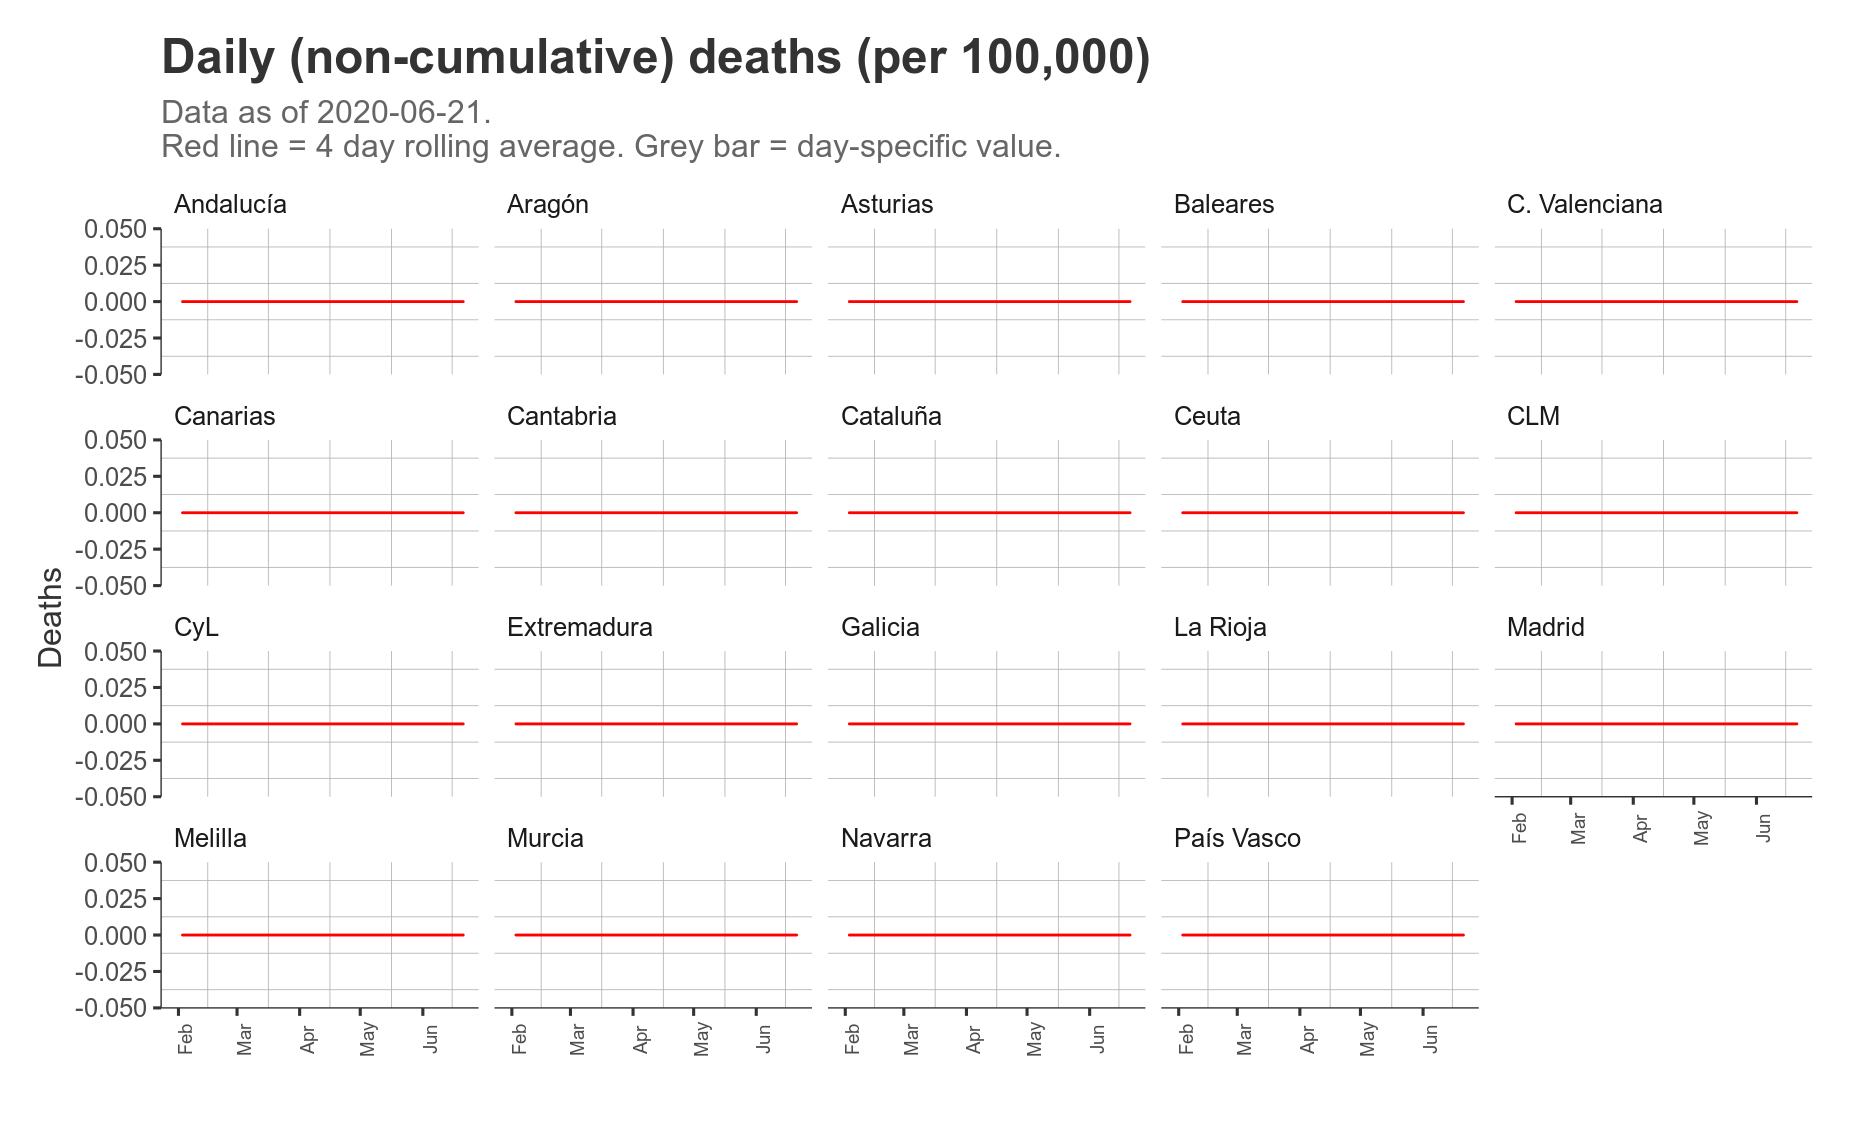 Daily (non-cumulative) deaths (per 100,000)
Data as of 2020-06-21.
Red line = 4 day rolling average. Grey bar = day-specific value.
Andalucía Aragón Asturias Baleares C. Valenciana
0.050
0.025
0.000
-0.025
-0.050
Canarias Cantabria Cataluña Ceuta CLM
0.050
0.025
0.000
-0.025
-0.050
Deaths
CyL Extremadura Galicia La Rioja Madrid
0.050
0.025
0.000
-0.025
-0.050
Feb Mar Apr May Jun
Melilla Murcia Navarra País Vasco
0.050
0.025
0.000
-0.025
-0.050
Feb Mar Apr May Jun Feb Mar Apr May Jun Feb Mar Apr May Jun Feb Mar Apr May Jun